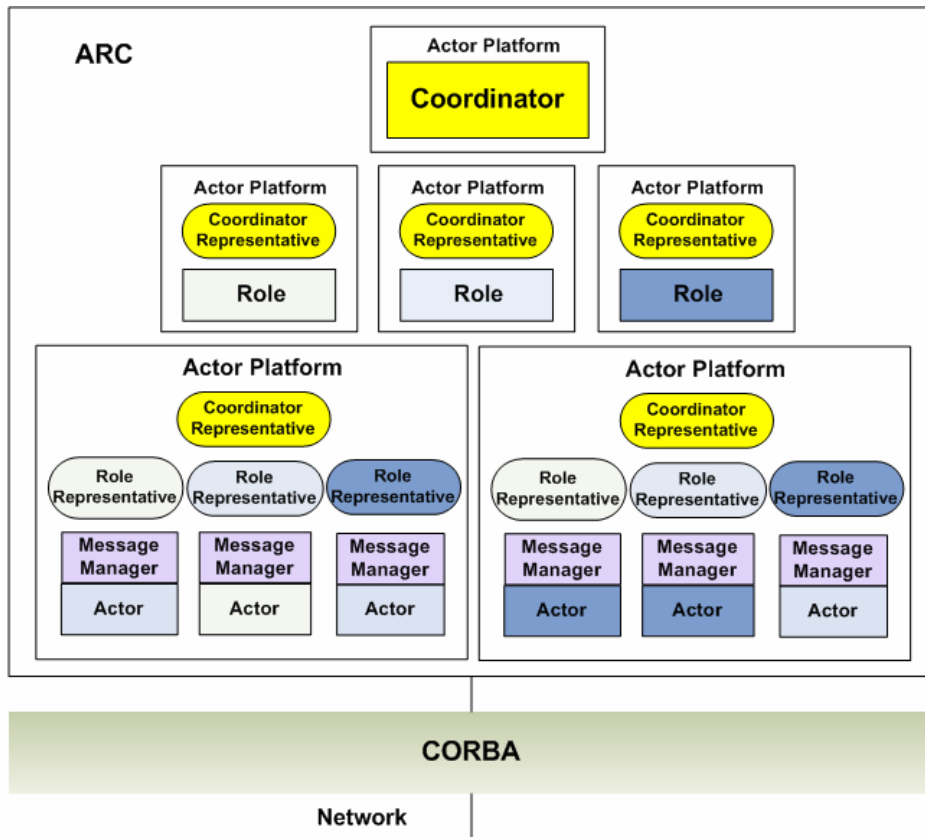 ARC
Actor Platform
Coordinator
Actor Platform
Coordinator
Representative
Role
Actor Platform
Coordinator
Representative
Role
Actor Platform
Coordinator
Representative
Role
Actor Platform
Coordinator
Representative
Role
Representative
Role
Representative
Role
Representative
Message
Manager
Actor
Message
Manager
Actor
Message
Manager
Actor
Actor Platform
Coordinator
Representative
Role
Representative
Role
Representative
Role
Representative
Message
Manager
Actor
Message
Manager
Actor
Message
Manager
Actor
CORBA
Network